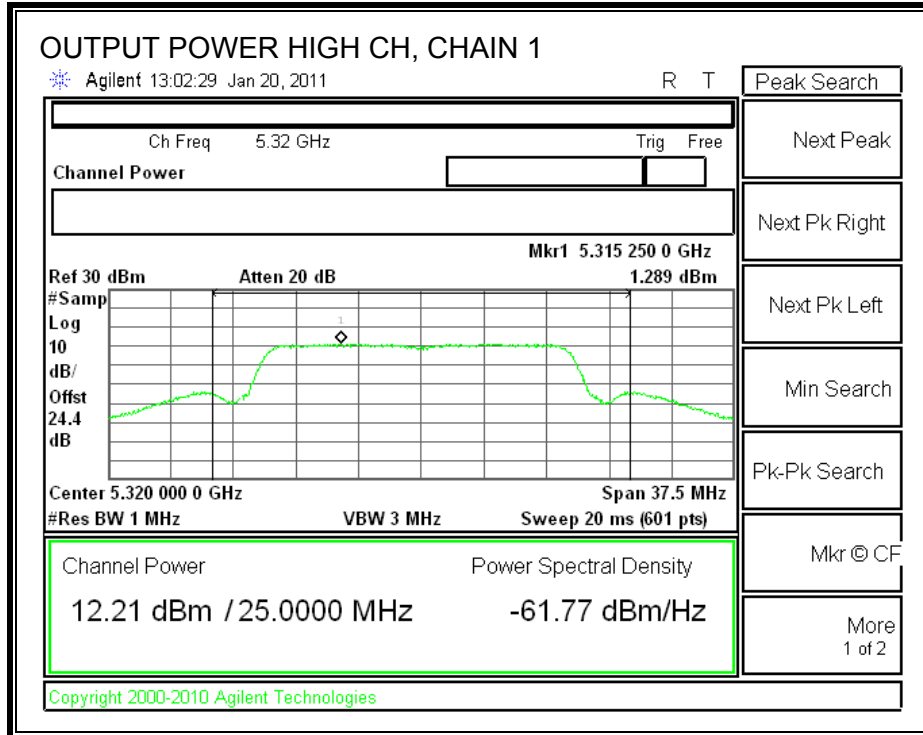 OUTPUT POWER HIGH CH, CHAIN 1
Agilent 13:02:29 Jan 20, 2011 R T
Peak Search
Ch Freq 5.32 GHz Trig Free
Channel Power
Mkr1 5.315 250 0 GHz
Ref 30 dBm Atten 20 dB 1.289 dBm
#Samp
Log
10
dB/
Offst
24.4
dB
1
Center 5.320 000 0 GHz Span 37.5 MHz
#Res BW 1 MHz VBW 3 MHz Sweep 20 ms (601 pts)
Channel Power Power Spectral Density
12.21 dBm / 25.0000 MHz -61.77 dBm/Hz
Next Peak
Next Pk Right
Next Pk Left
Min Search
Pk-Pk Search
Mkr © CF
More
1 of 2
Copyright 2000-2010 Agilent Technologies